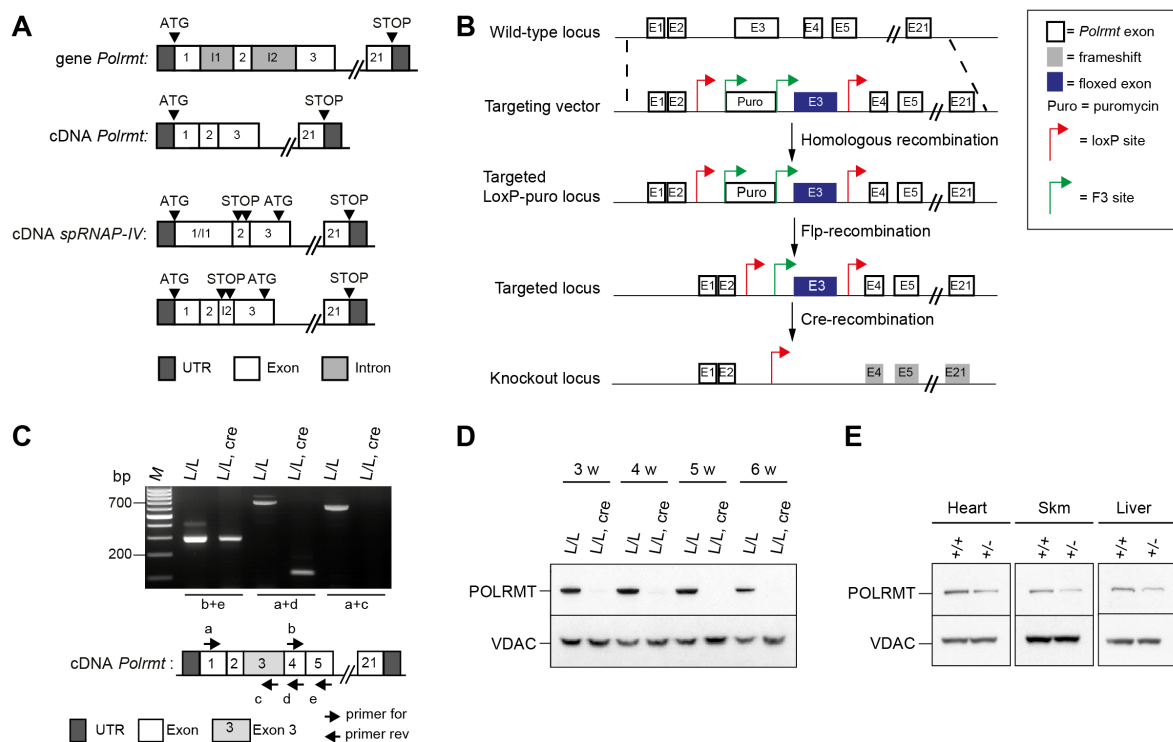 A
ATG STOP
gene Polrmt: 1 I1 2 I2 3 21
ATG STOP
cDNA Polrmt: 1 2 3 21
ATG STOP ATG STOP
cDNA spRNAP-IV: 1/I1 2 3 21
ATG STOP ATG STOP
1 2 I2 3 21
UTR Exon Intron
B
Wild-type locus E1 E2 E3 E4 E5 E21
Targeting vector E1 E2 Puro E3 E4 E5 E21
Homologous recombination
Targeted
LoxP-puro locus E1 E2 Puro E3 E4 E5 E21
Flp-recombination
Targeted locus E1 E2 E3 E4 E5 E21
Cre-recombination
Knockout locus E1 E2 E4 E5 E21
= Polrmt exon
= frameshift
= floxed exon
Puro = puromycin
= loxP site
= F3 site
C
bp M L/L L/L, cre L/L L/L, cre L/L L/L, cre
700
200
b+e a+d a+c
a b
cDNA Polrmt : 1 2 3 4 5 21
c d e
UTR Exon 3 Exon 3
primer for
primer rev
D
3 w 4 w 5 w 6 w
L/L L/L, cre L/L L/L, cre L/L L/L, cre L/L L/L, cre
POLRMT
VDAC
E
Heart Skm Liver
+/+ +/- +/+ +/- +/+ +/-
POLRMT
VDAC